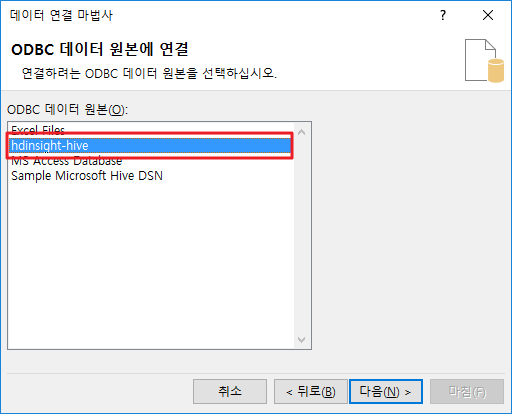 데이터 연결 마법사
ODBC 데이터 원본에 연결
연결하려는 ODBC 데이터 원본을 선택하십시오.
ODBC 데이터 원본(O):
Excel Files
hdinsight-hive
MS Access Database
Sample Microsoft Hive DSN
취소
< 뒤로(B)
다음(N) >
마침(F)